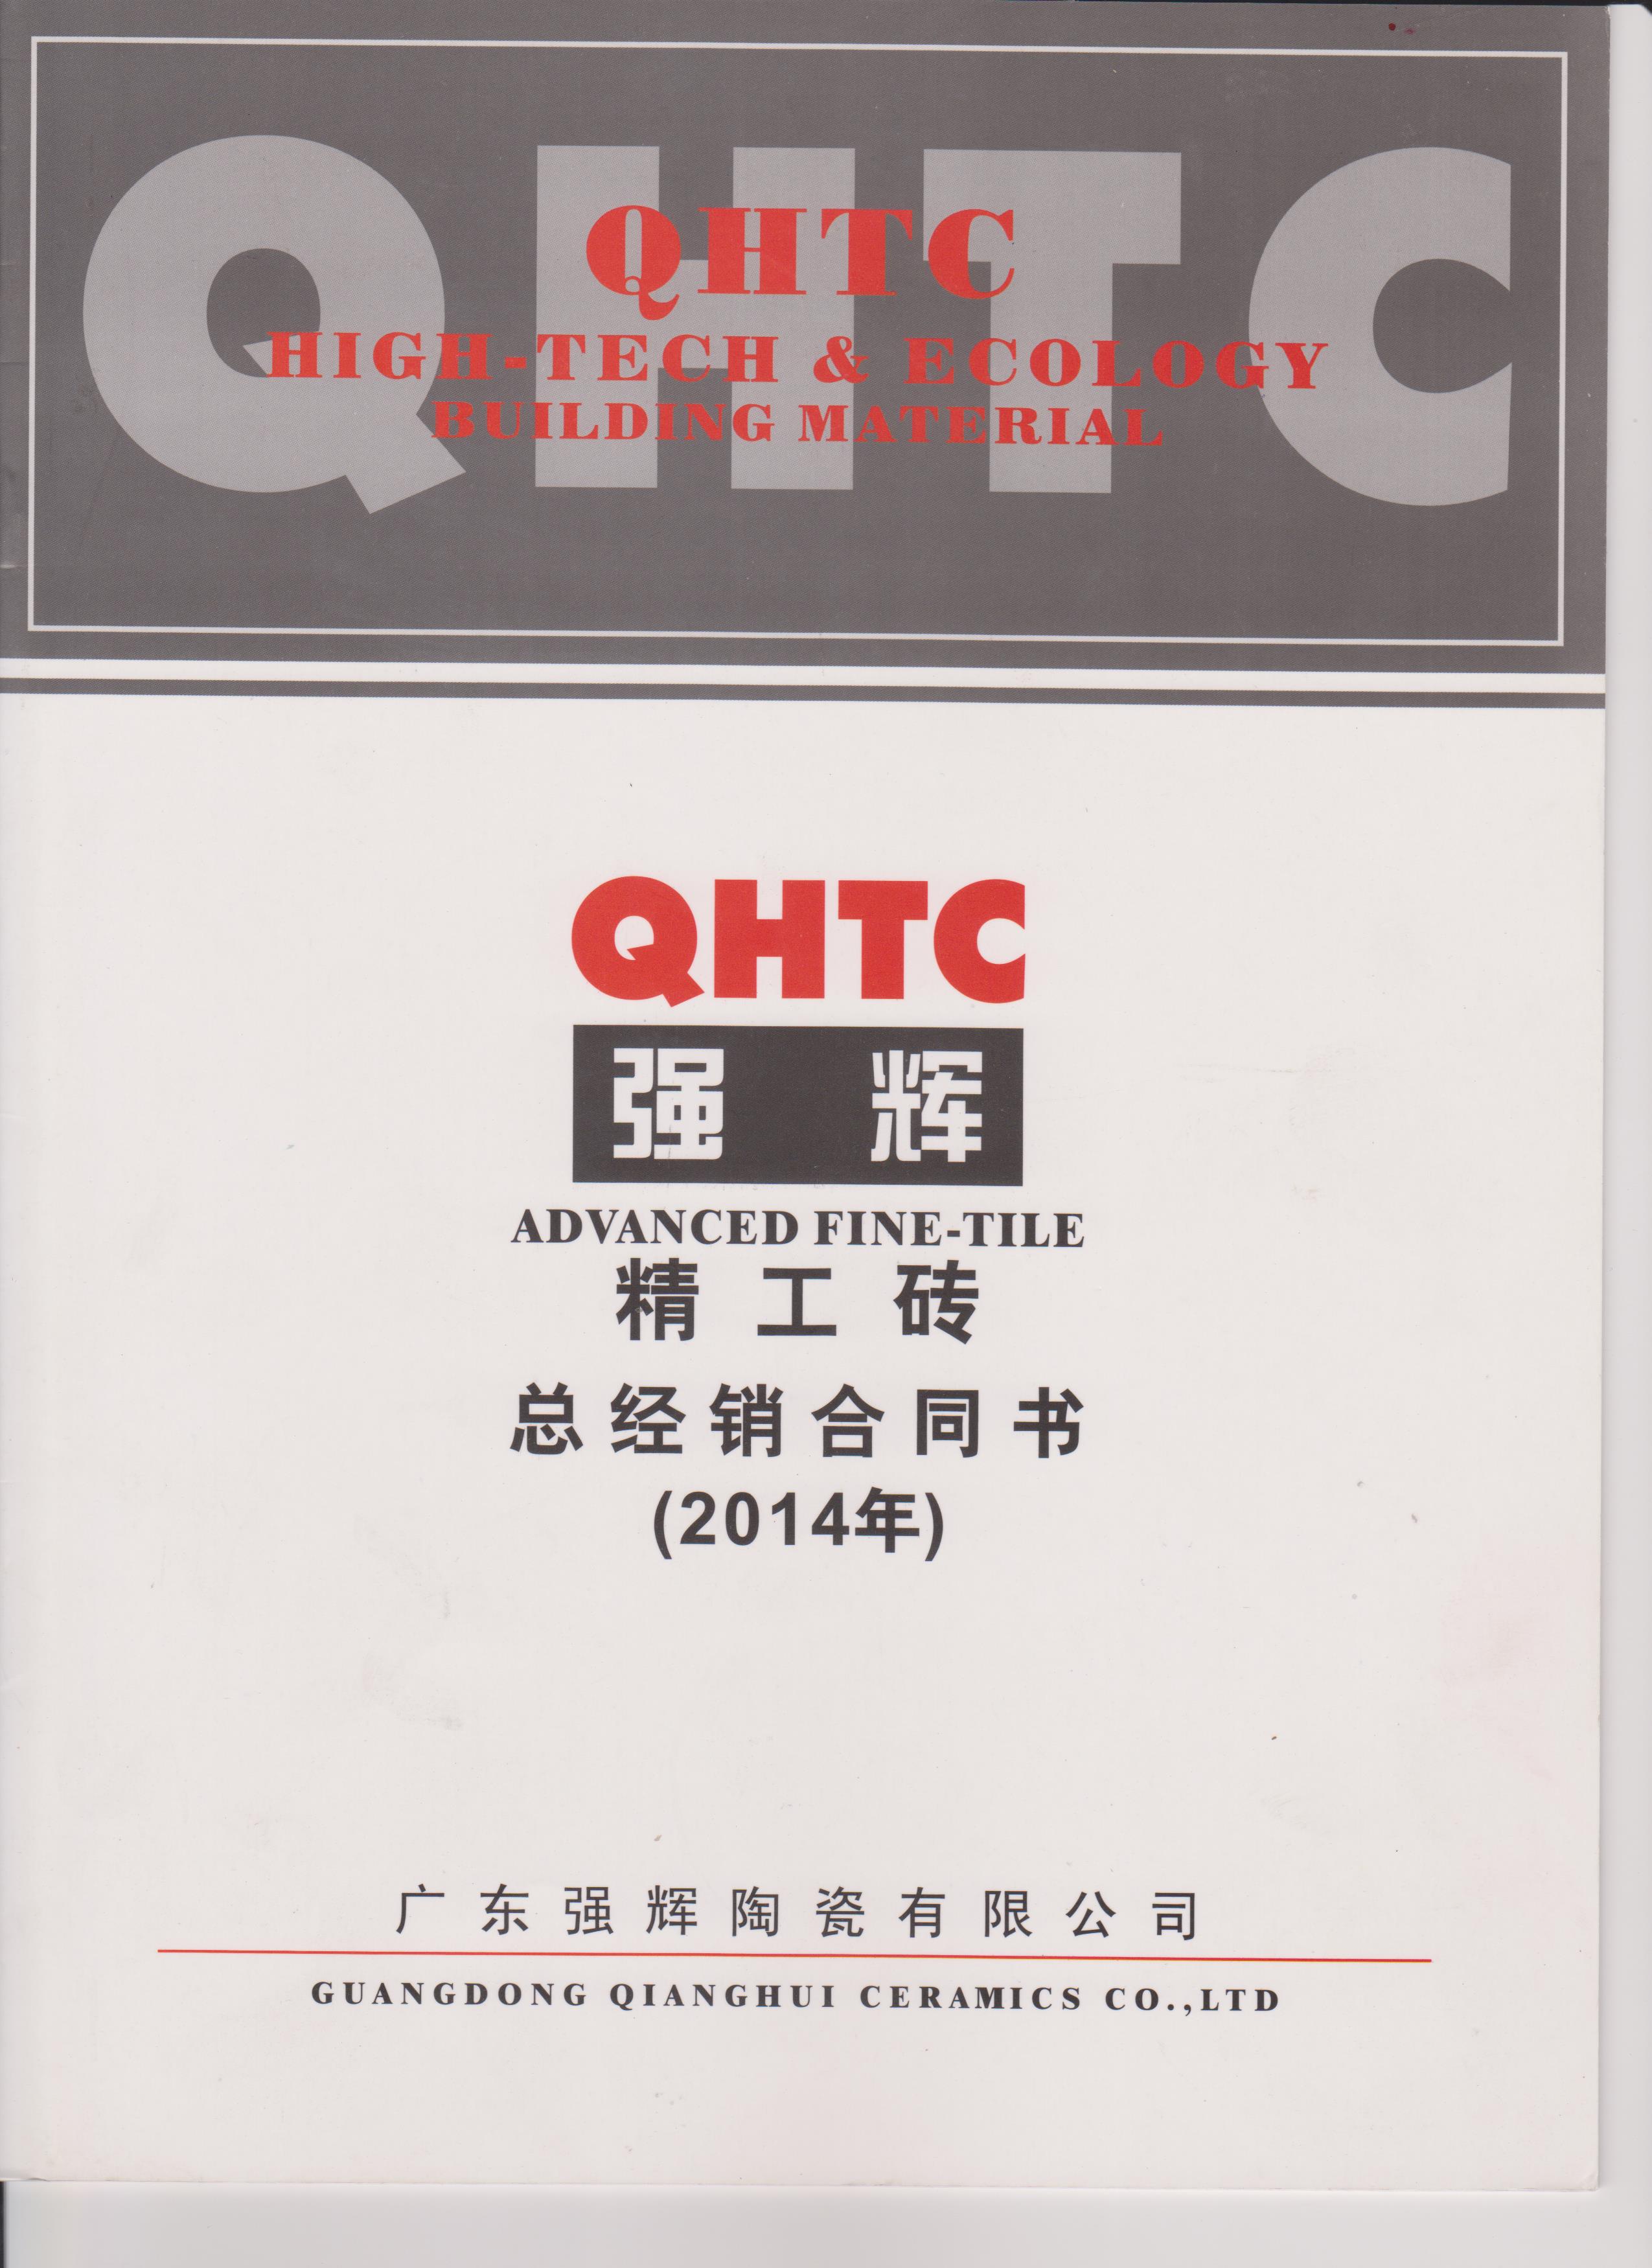 QHTC
QHTC
HIGH-TECH & ECOLOGY
BUILDING MATERIAL
QHTC
强 辉
ADVANCED FINE-TILE
精工砖
总经销合同书
(2014年)
广东强辉陶瓷有限公司
GUANGDONG QIANGHUI CERAMICS CO.,LTD